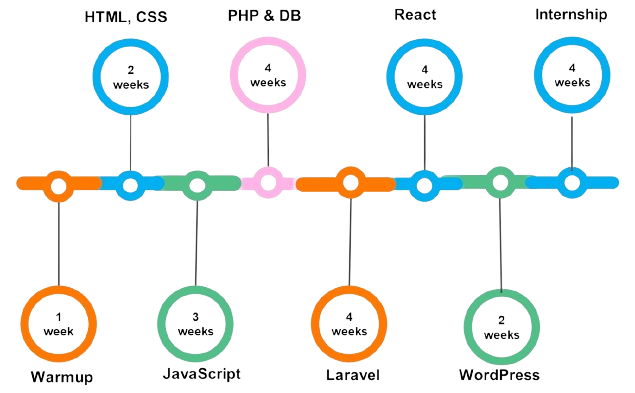 HTML, CSS
PHP & DB
React
Internship
2
weeks
4
weeks
4
weeks
4
weeks
1
week
3
weeks
4
weeks
2
weeks
Warmup
JavaScript
Laravel
WordPress